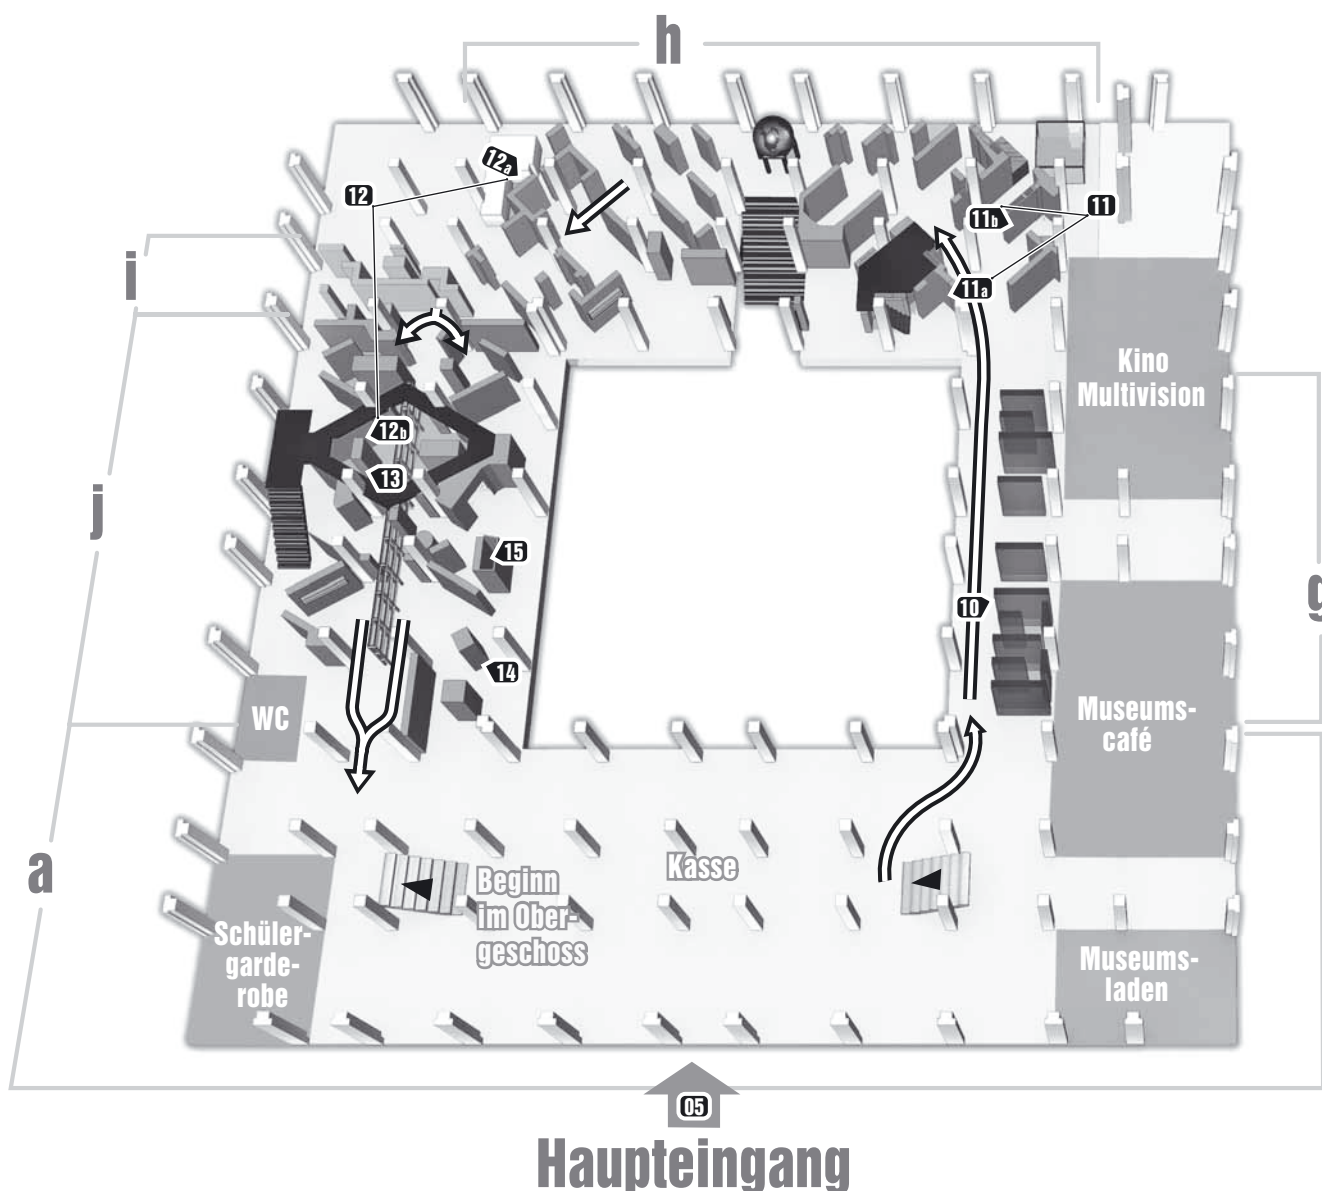 h
12a
12
11
11b
i
11a
Kino
Multivision
12b
13
j
15
10
g
14
WC
Museums-
café
a
Kasse
Beginn
im Ober-
geschoss
Schüler-
garde-
robe
Museums-
laden
05
Haupteingang